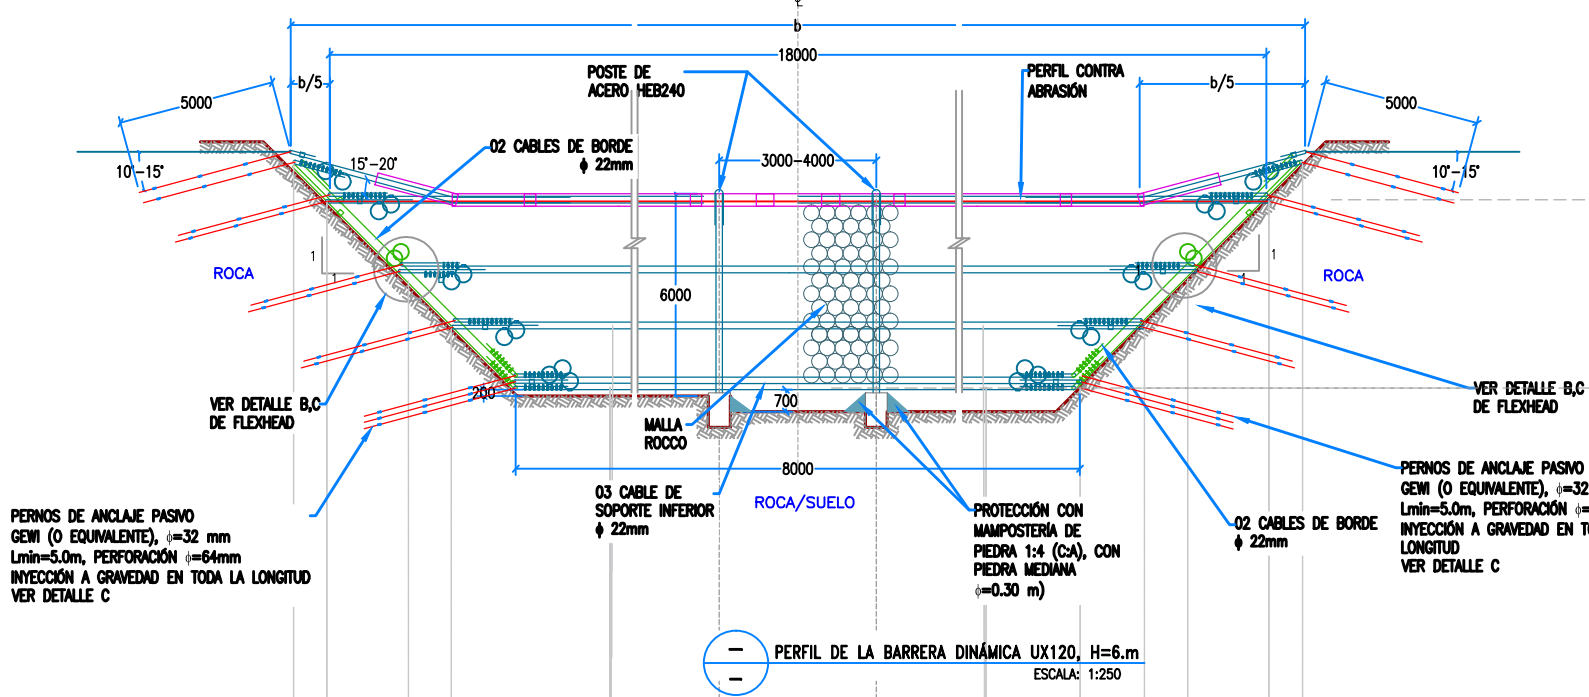 ℄
b
18000
b/5
b/5
5000
5000
POSTE DE
ACERO HEB240
PERFIL CONTRA
ABRASIÓN
02 CABLES DE BORDE
ϕ 22mm
3000-4000
15°-20°
10°-15°
10°-15°
1
1
1
1
ROCA
ROCA
6000
200
700
VER DETALLE B,C
DE FLEXHEAD
VER DETALLE B,C
DE FLEXHEAD
MALLA
ROCCO
8000
03 CABLE DE
SOPORTE INFERIOR
ϕ 22mm
ROCA/SUELO
PROTECCIÓN CON
MAMPOSTERÍA DE
PIEDRA 1:4 (C:A), CON
PIEDRA MEDIANA
ϕ=0.30 m)
02 CABLES DE BORDE
ϕ 22mm
PERNOS DE ANCLAJE PASIVO
GEWI (O EQUIVALENTE), ϕ=32 mm
Lmin=5.0m, PERFORACIÓN ϕ=64mm
INYECCIÓN A GRAVEDAD EN TODA LA LONGITUD
VER DETALLE C
PERNOS DE ANCLAJE PASIVO
GEWI (O EQUIVALENTE), ϕ=32
Lmin=5.0m, PERFORACIÓN ϕ=
INYECCIÓN A GRAVEDAD EN
LONGITUD
VER DETALLE C
–
–
PERFIL DE LA BARRERA DINÁMICA UX120, H=6.m
ESCALA: 1:250